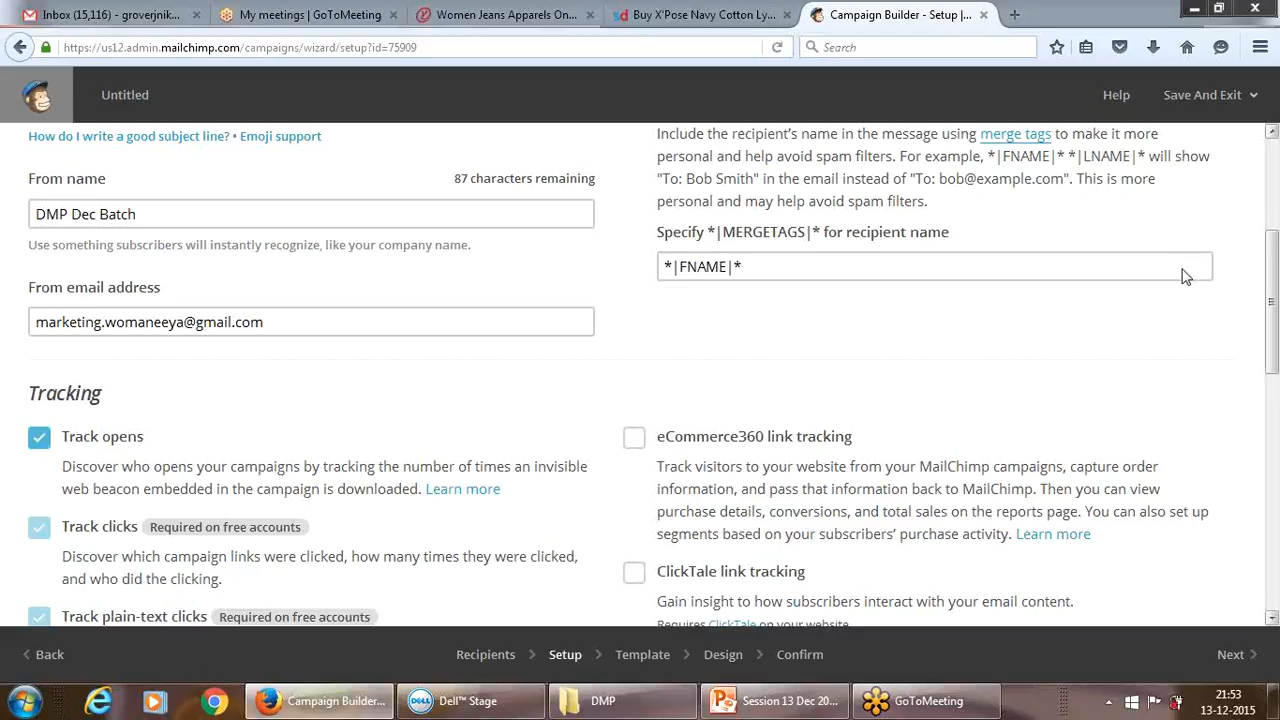 Inbox (15,116) - groverjnik...
My meetings | GoToMeeting
Women Jeans Apparels On...
Buy X'Pose Navy Cotton Ly...
Campaign Builder - Setup |...
https://us12.admin.mailchimp.com/campaigns/wizard/setup?id=75909
Search
Untitled
Help
Save And Exit
How do I write a good subject line? • Emoji support
From name
87 characters remaining
DMP Dec Batch
Use something subscribers will instantly recognize, like your company name.
From email address
marketing.womaneeya@gmail.com
Include the recipient's name in the message using merge tags to make it more
personal and help avoid spam filters. For example, *|FNAME|* *|LNAME|* will show
"To: Bob Smith" in the email instead of "To: bob@example.com". This is more
personal and may help avoid spam filters.
Specify *|MERGETAGS|* for recipient name
*|FNAME|*
Tracking
Track opens
Discover who opens your campaigns by tracking the number of times an invisible
web beacon embedded in the campaign is downloaded. Learn more
Track clicks Required on free accounts
Discover which campaign links were clicked, how many times they were clicked,
and who did the clicking.
Track plain-text clicks Required on free accounts
eCommerce360 link tracking
Track visitors to your website from your MailChimp campaigns, capture order
information, and pass that information back to MailChimp. Then you can view
purchase details, conversions, and total sales on the reports page. You can also set up
segments based on your subscribers' purchase activity. Learn more
ClickTale link tracking
Gain insight to how subscribers interact with your email content.
Requires ClickTale on your website.
Back
Recipients
Setup
Template
Design
Confirm
Next
Campaign Builder...
DELL
Dell™ Stage
DMP
Session 13 Dec 20...
GoToMeeting
21:53
13-12-2015